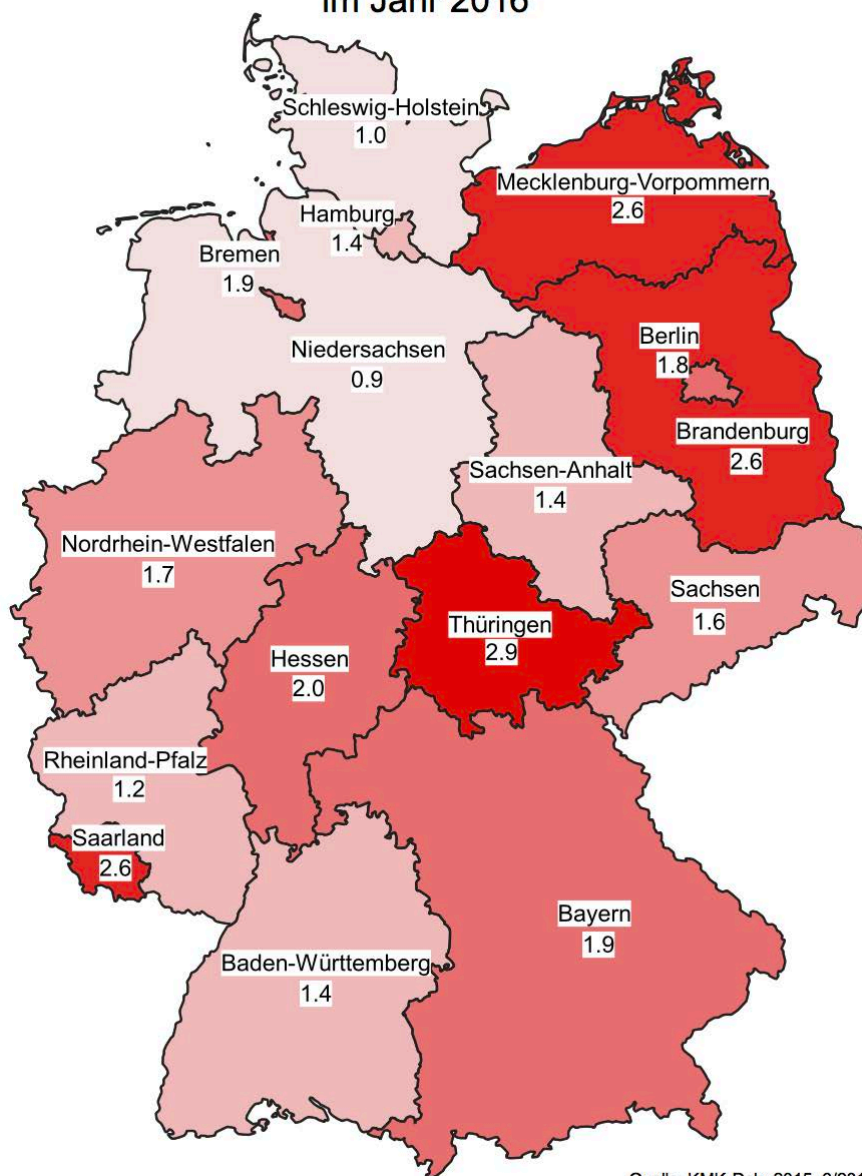 im Jahr 2016
Schleswig-Holstein
1.0
Mecklenburg-Vorpommern
2.6
Hamburg
1.4
Bremen
1.9
Berlin
1.8
Niedersachsen
0.9
Brandenburg
2.6
Sachsen-Anhalt
1.4
Nordrhein-Westfalen
1.7
Sachsen
1.6
Thüringen
2.9
Hessen
2.0
Rheinland-Pfalz
1.2
Saarland
2.6
Bayern
1.9
Baden-Württemberg
1.4